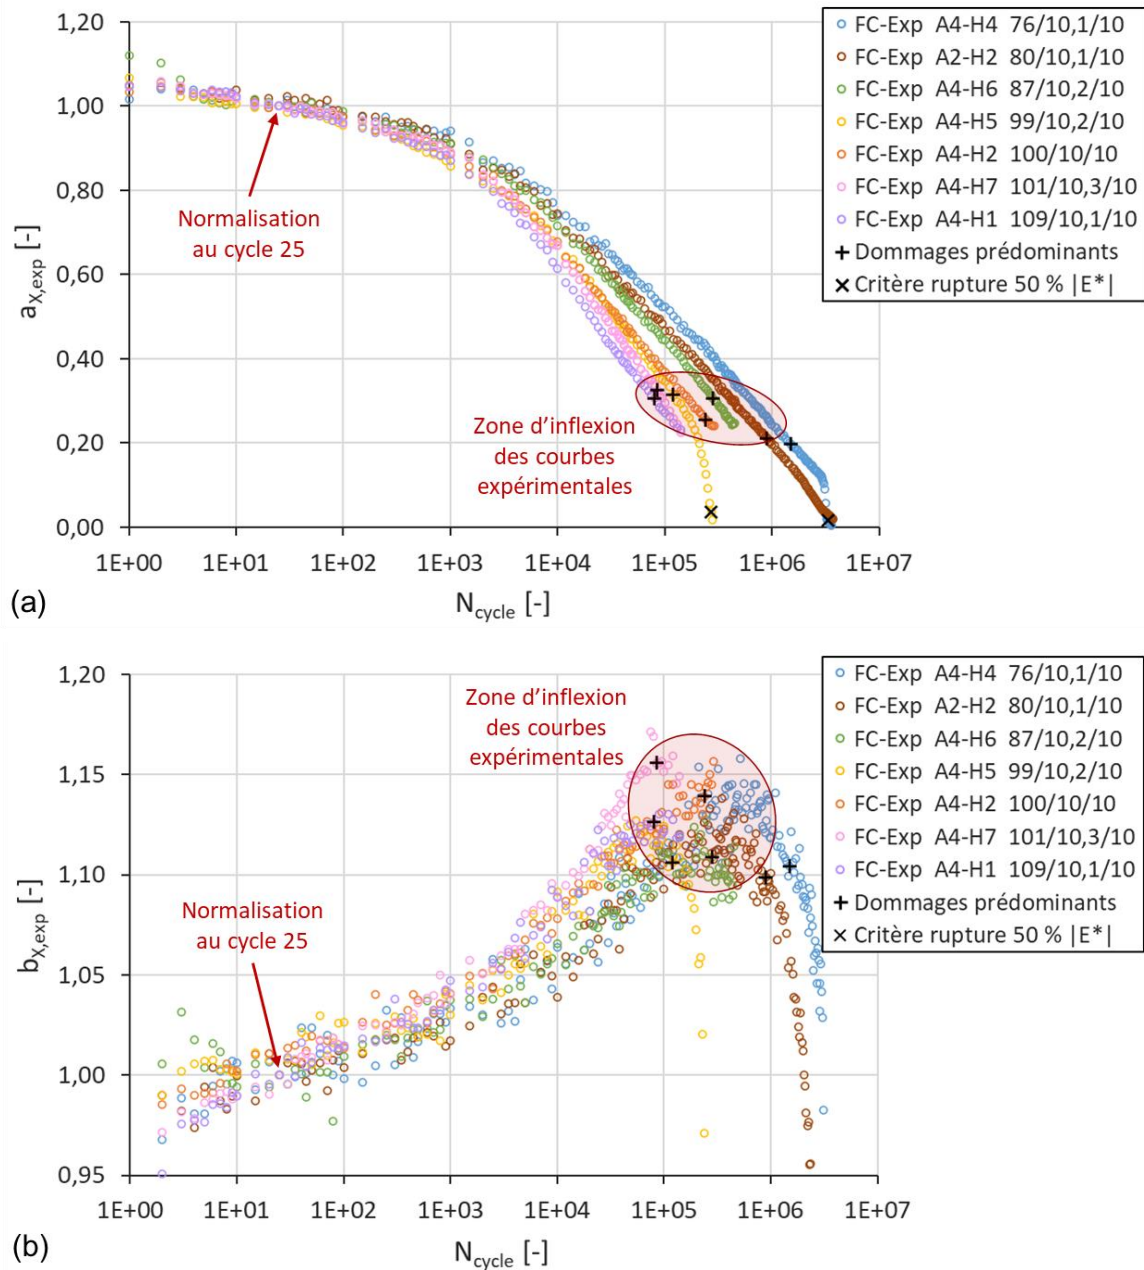 1,20
1,00
0,80
0,60
0,40
0,20
0,00
a_X,exp [-]
1E+00 1E+01 1E+02 1E+03 1E+04 1E+05 1E+06 1E+07
N_cycle [-]
(a)
Normalisation
au cycle 25
Zone d’inflexion
des courbes
expérimentales
FC-Exp A4-H4 76/10,1/10
FC-Exp A2-H2 80/10,1/10
FC-Exp A4-H6 87/10,2/10
FC-Exp A4-H5 99/10,2/10
FC-Exp A4-H2 100/10/10
FC-Exp A4-H7 101/10,3/10
FC-Exp A4-H1 109/10,1/10
Dommages prédominants
Critère rupture 50 % |E*|
1,20
1,15
1,10
1,05
1,00
0,95
b_X,exp [-]
1E+00 1E+01 1E+02 1E+03 1E+04 1E+05 1E+06 1E+07
N_cycle [-]
(b)
Zone d’inflexion
des courbes
expérimentales
Normalisation
au cycle 25
FC-Exp A4-H4 76/10,1/10
FC-Exp A2-H2 80/10,1/10
FC-Exp A4-H6 87/10,2/10
FC-Exp A4-H5 99/10,2/10
FC-Exp A4-H2 100/10/10
FC-Exp A4-H7 101/10,3/10
FC-Exp A4-H1 109/10,1/10
Dommages prédominants
Critère rupture 50 % |E*|